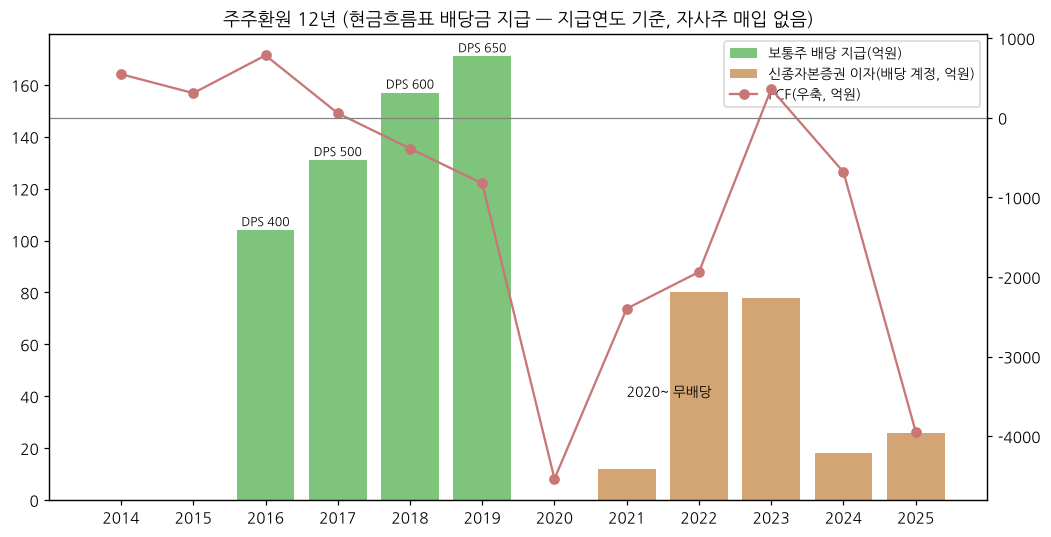 주주환원 12년 (현금흐름표 배당금 지급 — 지급연도 기준, 자사주 매입 없음)
보통주 배당 지급(억원)
신종자본증권 이자(배당 계정, 억원)
FCF(우축, 억원)
DPS 400
DPS 500
DPS 600
DPS 650
2020~ 무배당
160
140
120
100
80
60
40
20
0
1000
0
-1000
-2000
-3000
-4000
2014 2015 2016 2017 2018 2019 2020 2021 2022 2023 2024 2025